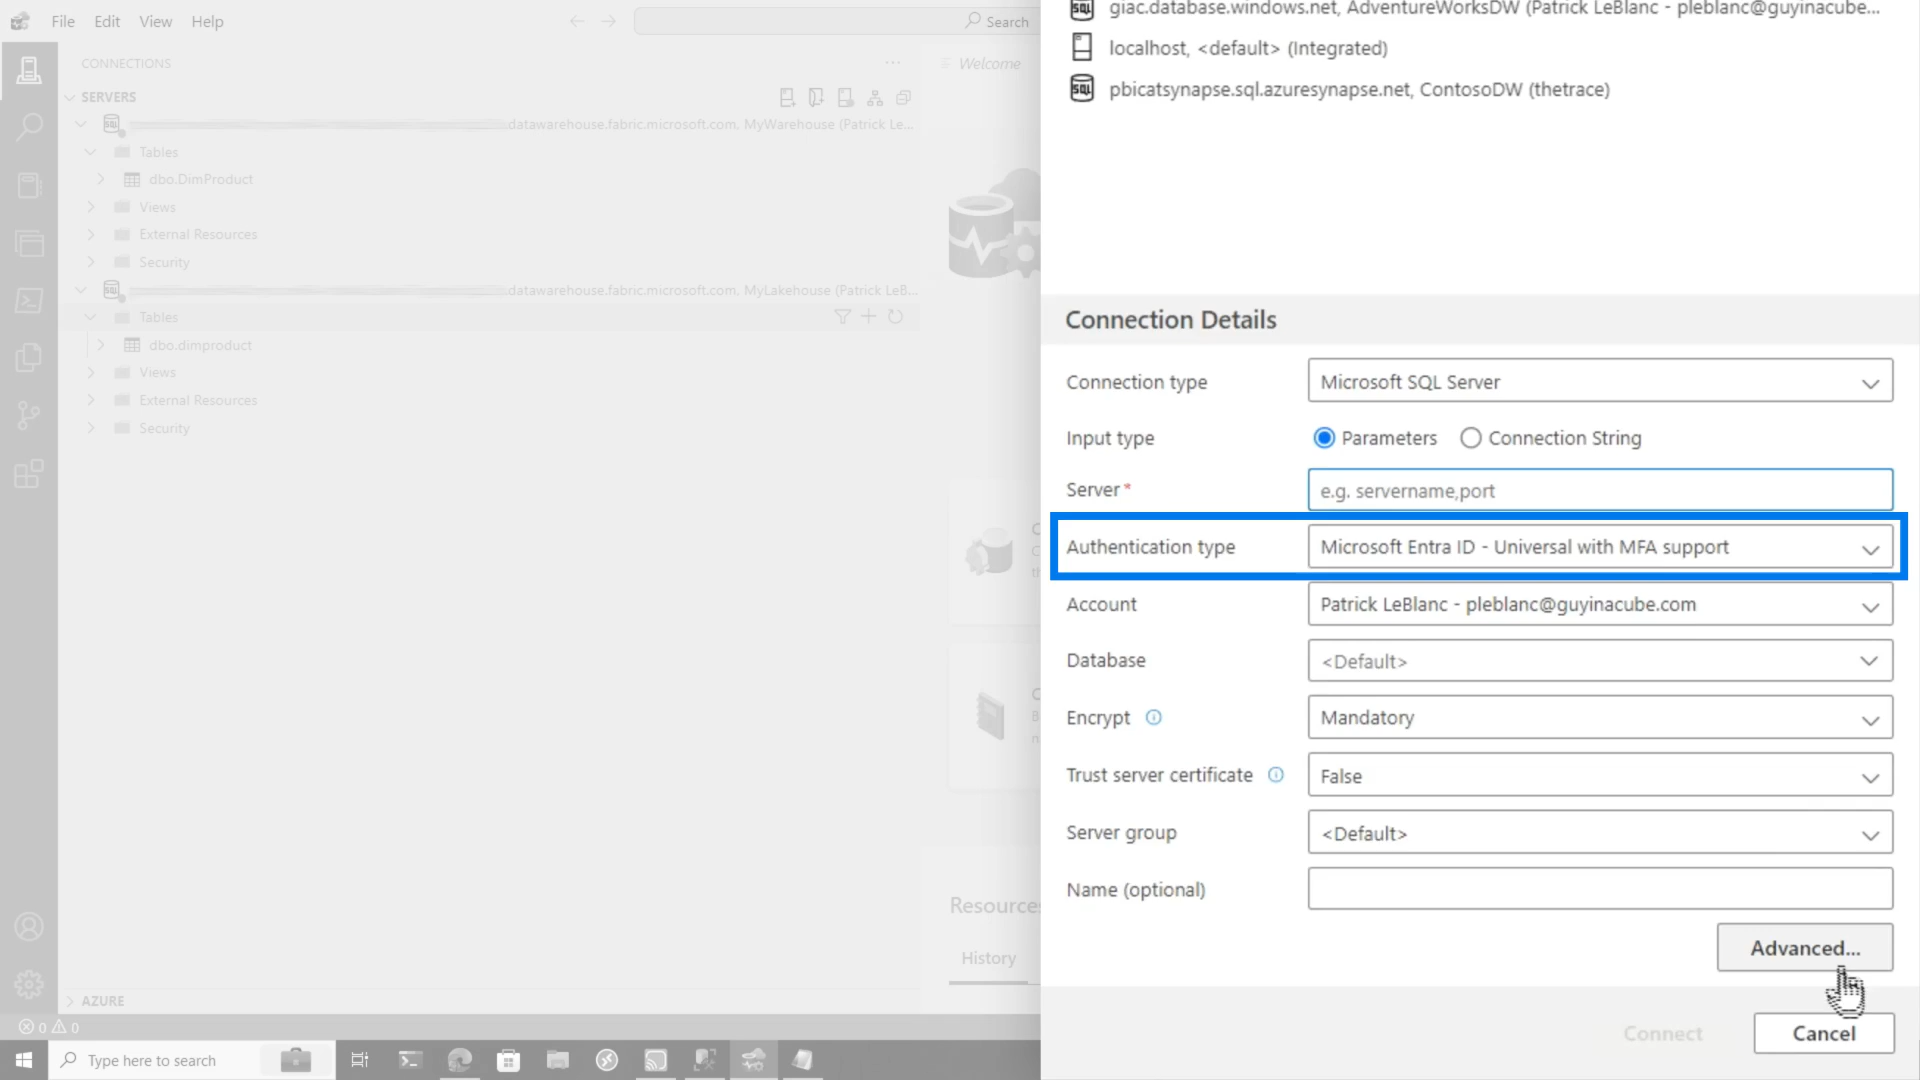 File Edit View Help
Search
CONNECTIONS
Welcome
SERVERS
.datawarehouse.fabric.microsoft.com, MyWarehouse (Patrick Le...
Tables
dbo.DimProduct
Views
External Resources
Security
.datawarehouse.fabric.microsoft.com, MyLakehouse (Patrick LeB...
Tables
dbo.dimproduct
Views
External Resources
Security
Resources
History
AZURE
0 0
Type here to search
giac.database.windows.net, AdventureWorksDW (Patrick LeBlanc - pleblanc@guyinacube...
localhost, <default> (Integrated)
pbicatsynapse.sql.azuresynapse.net, ContosoDW (thetrace)
Connection Details
Connection type Microsoft SQL Server
Input type Parameters Connection String
Server* e.g. servername,port
Authentication type Microsoft Entra ID - Universal with MFA support
Account Patrick LeBlanc - pleblanc@guyinacube.com
Database <Default>
Encrypt Mandatory
Trust server certificate False
Server group <Default>
Name (optional)
Advanced...
Connect Cancel